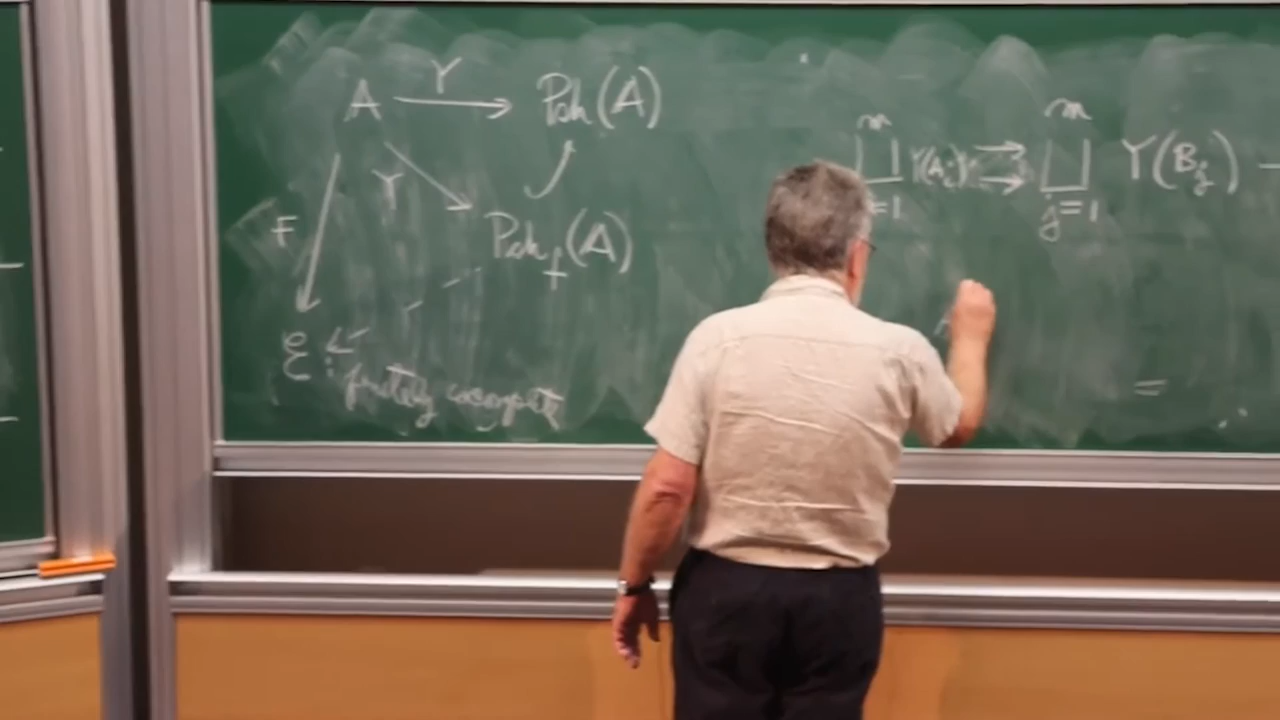 A —Y→ Psh(A)
Y
F
Psh_f(A)
ℰ : finitely cocomplete
m m
∐ Y(A_i) ⇉ ∐ Y(B_j) —
=1 j=1
=